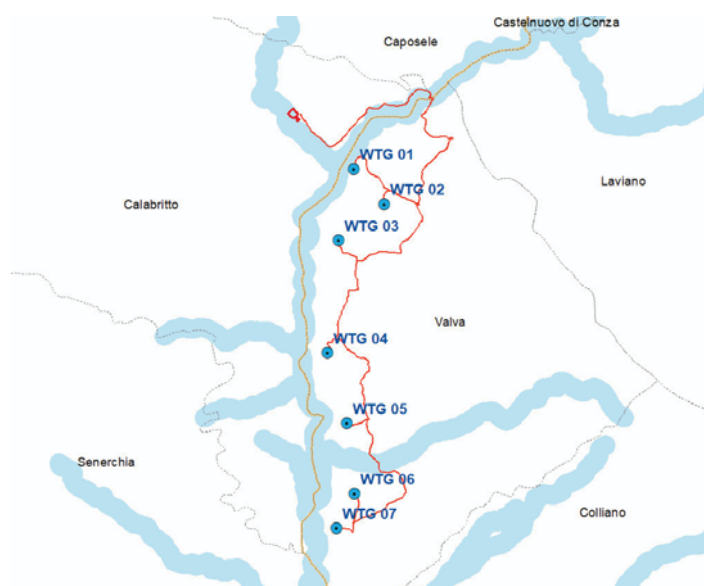 Castelnuovo di Conza
Caposele
WTG 01
Laviano
WTG 02
Calabritto
WTG 03
Valva
WTG 04
WTG 05
Senerchia
WTG 06
Colliano
WTG 07